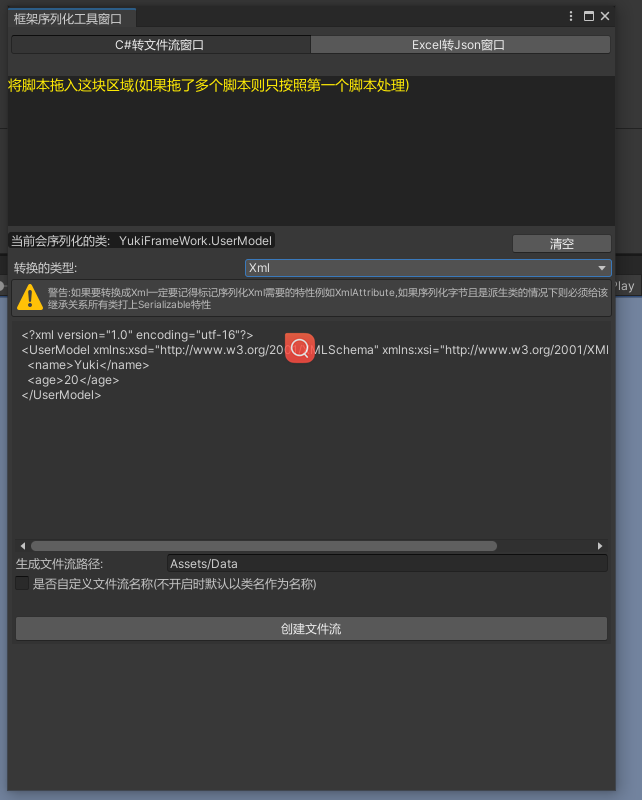 框架序列化工具窗口
C#转文件流窗口 Excel转Json窗口
将脚本拖入这块区域(如果拖了多个脚本则只按照第一个脚本处理)
当前会序列化的类: YukiFrameWork.UserModel
清空
转换的类型: Xml
Play
警告:如果要转换成Xml一定要记得标记序列化Xml需要的特性例如XmlAttribute,如果序列化字节且是派生类的情况下则必须给该
继承关系所有类打上Serializable特性
<?xml version="1.0" encoding="utf-16"?>
<UserModel xmlns:xsd="http://www.w3.org/200 MLSchema" xmlns:xsi="http://www.w3.org/2001/XMI
<name>Yuki</name>
<age>20</age>
</UserModel>
生成文件流路径: Assets/Data
是否自定义文件流名称(不开启时默认以类名作为名称)
创建文件流